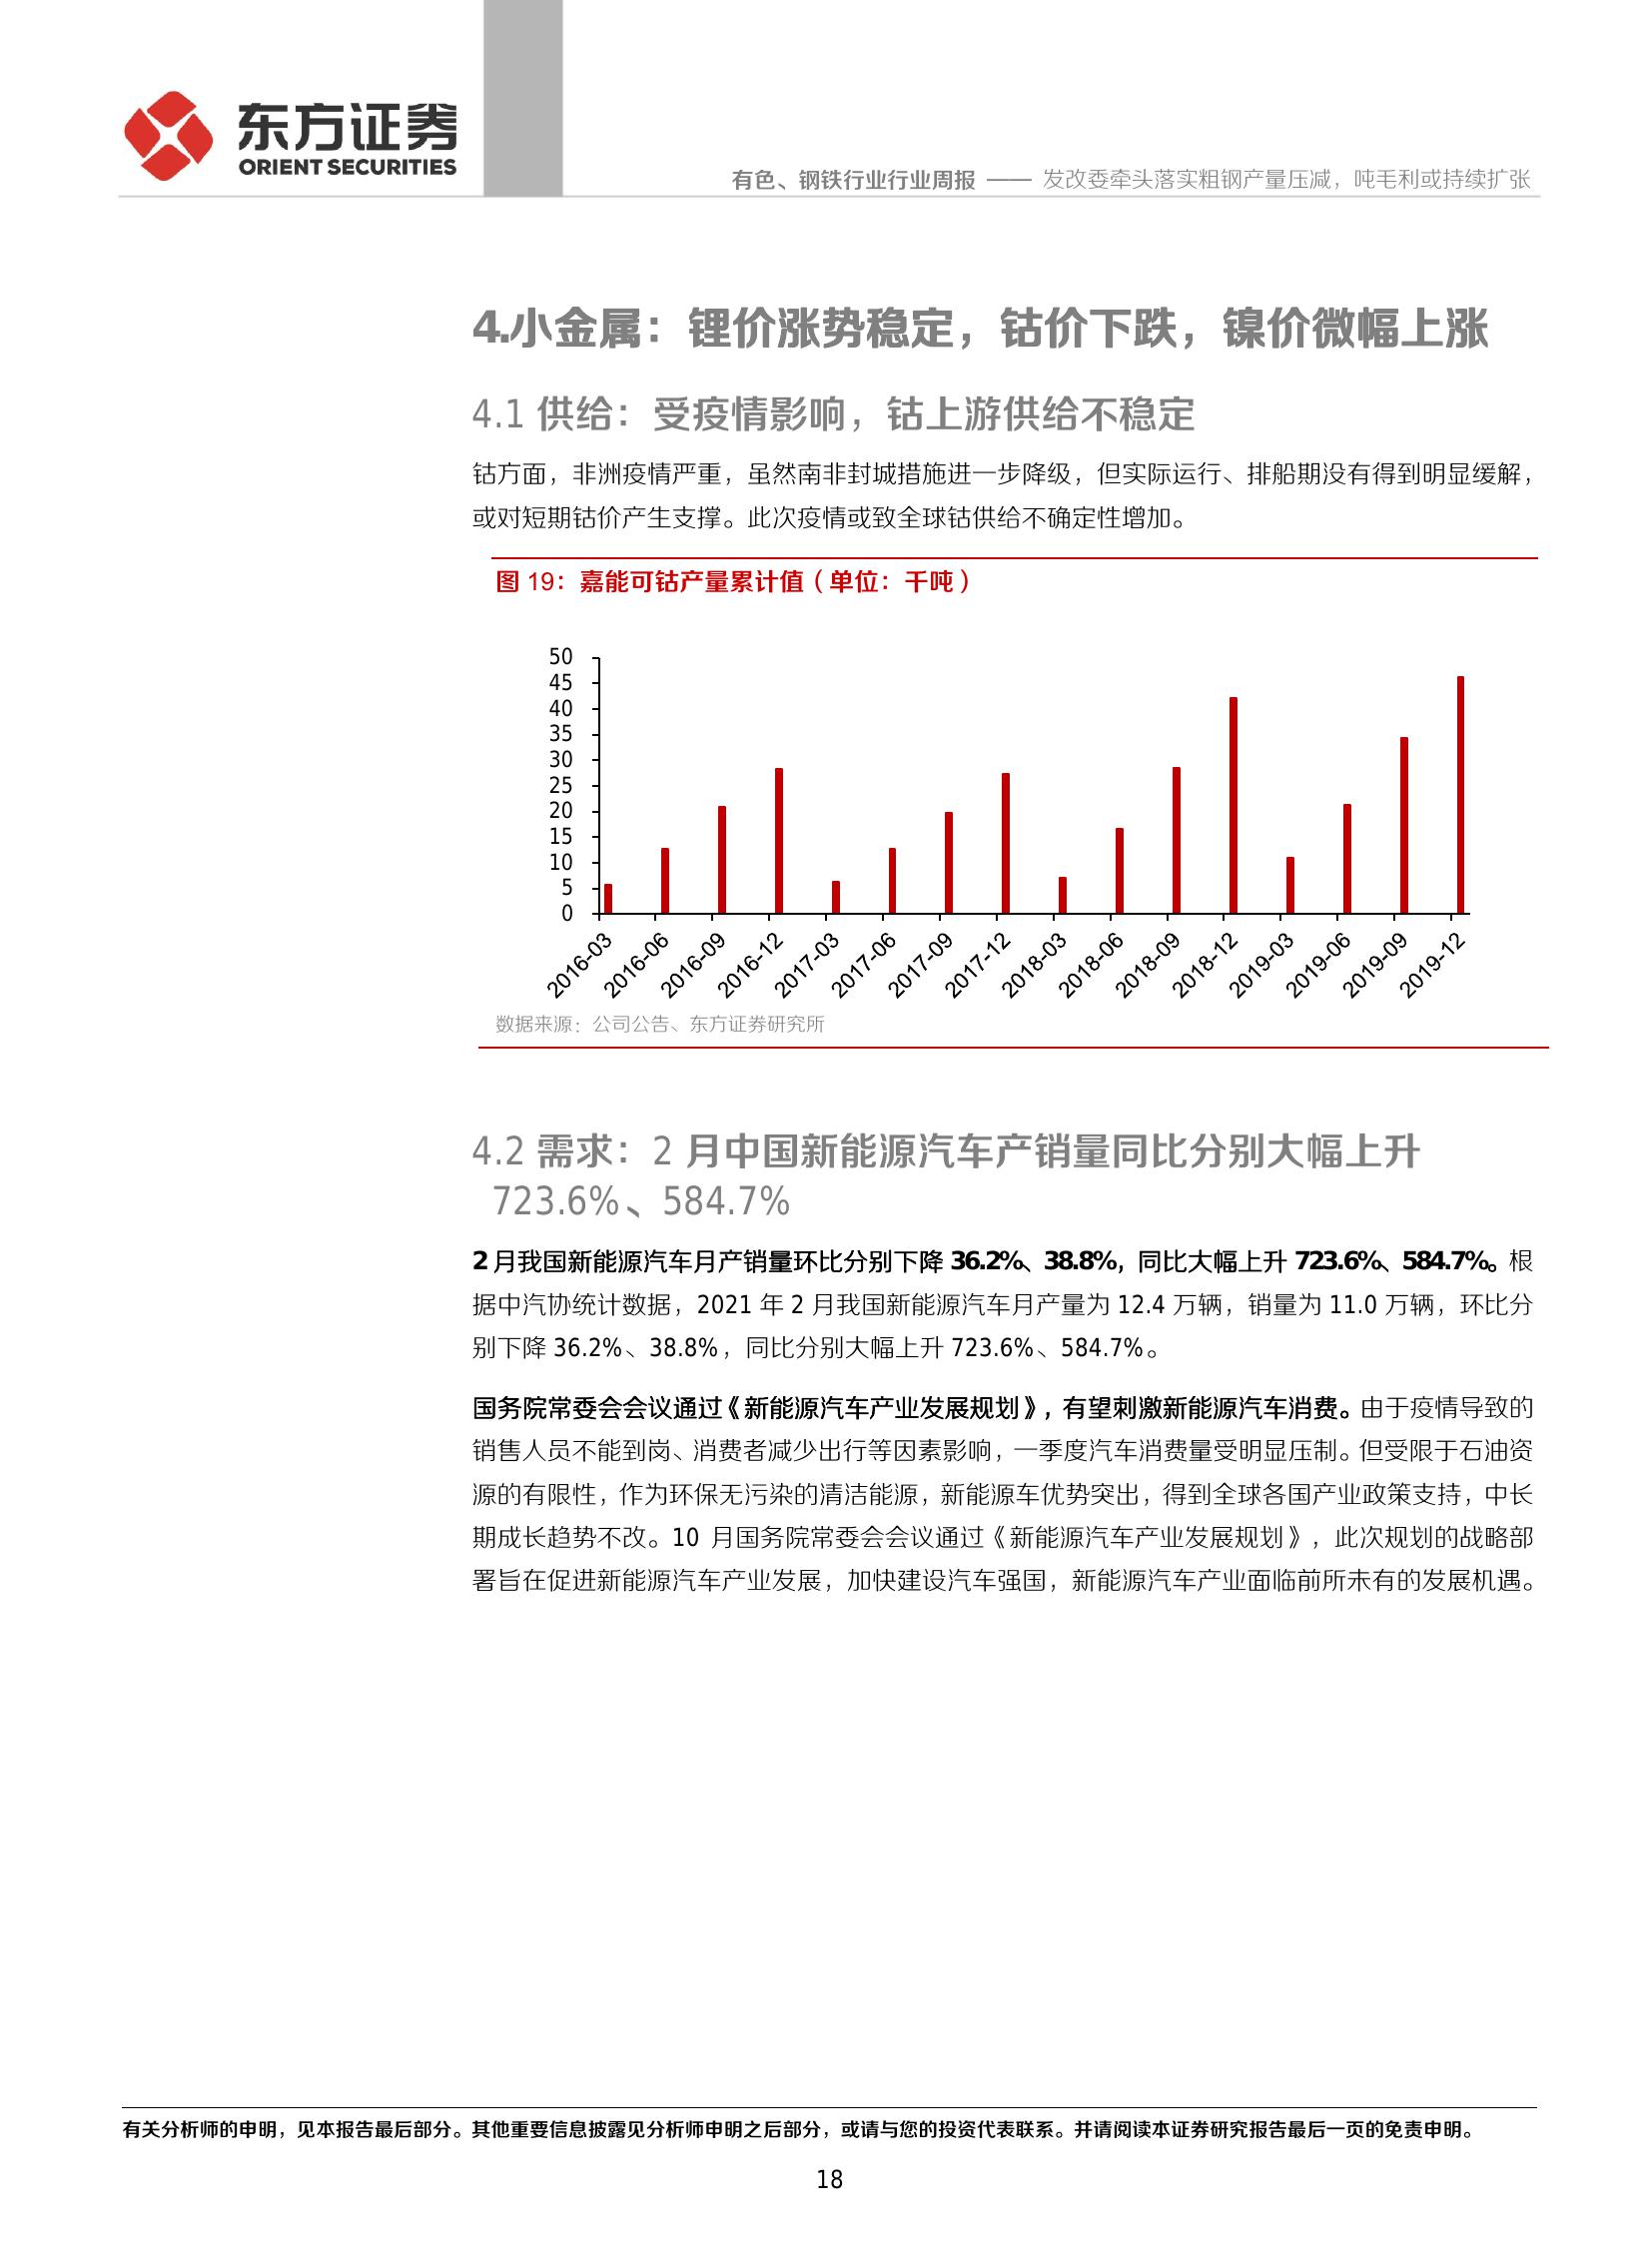 东方证券
ORIENT SECURITIES
有色、钢铁行业行业周报 —— 发改委牵头落实粗钢产量压减，吨毛利或持续扩张
4.小金属：锂价涨势稳定，钴价下跌，镍价微幅上涨
4.1 供给：受疫情影响，钴上游供给不稳定
钴方面，非洲疫情严重，虽然南非封城措施进一步降级，但实际运行、排船期没有得到明显缓解，
或对短期钴价产生支撑。此次疫情或致全球钴供给不确定性增加。
图 19：嘉能可钴产量累计值（单位：千吨）
50
45
40
35
30
25
20
15
10
5
0
2016-03
2016-06
2016-09
2016-12
2017-03
2017-06
2017-09
2017-12
2018-03
2018-06
2018-09
2018-12
2019-03
2019-06
2019-09
2019-12
数据来源：公司公告、东方证券研究所
4.2 需求：2 月中国新能源汽车产销量同比分别大幅上升
723.6%、584.7%
2 月我国新能源汽车月产销量环比分别下降 36.2%、38.8%，同比大幅上升 723.6%、584.7%。根
据中汽协统计数据，2021 年 2 月我国新能源汽车月产量为 12.4 万辆，销量为 11.0 万辆，环比分
别下降 36.2%、38.8%，同比分别大幅上升 723.6%、584.7%。
国务院常委会会议通过《新能源汽车产业发展规划》，有望刺激新能源汽车消费。由于疫情导致的
销售人员不能到岗、消费者减少出行等因素影响，一季度汽车消费量受明显压制。但受限于石油资
源的有限性，作为环保无污染的清洁能源，新能源车优势突出，得到全球各国产业政策支持，中长
期成长趋势不改。10 月国务院常委会会议通过《新能源汽车产业发展规划》，此次规划的战略部
署旨在促进新能源汽车产业发展，加快建设汽车强国，新能源汽车产业面临前所未有的发展机遇。
有关分析师的申明，见本报告最后部分。其他重要信息披露见分析师申明之后部分，或请与您的投资代表联系。并请阅读本证券研究报告最后一页的免责申明。
18